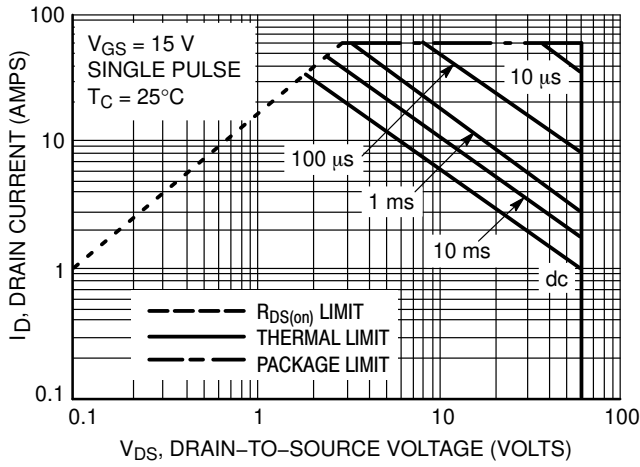 V_GS = 15 V
SINGLE PULSE
T_C = 25°C
100
10
1
0.1
I_D, DRAIN CURRENT (AMPS)
10 μs
100 μs
1 ms
10 ms
dc
R_DS(on) LIMIT
THERMAL LIMIT
PACKAGE LIMIT
0.1
1
10
100
V_DS, DRAIN−TO−SOURCE VOLTAGE (VOLTS)